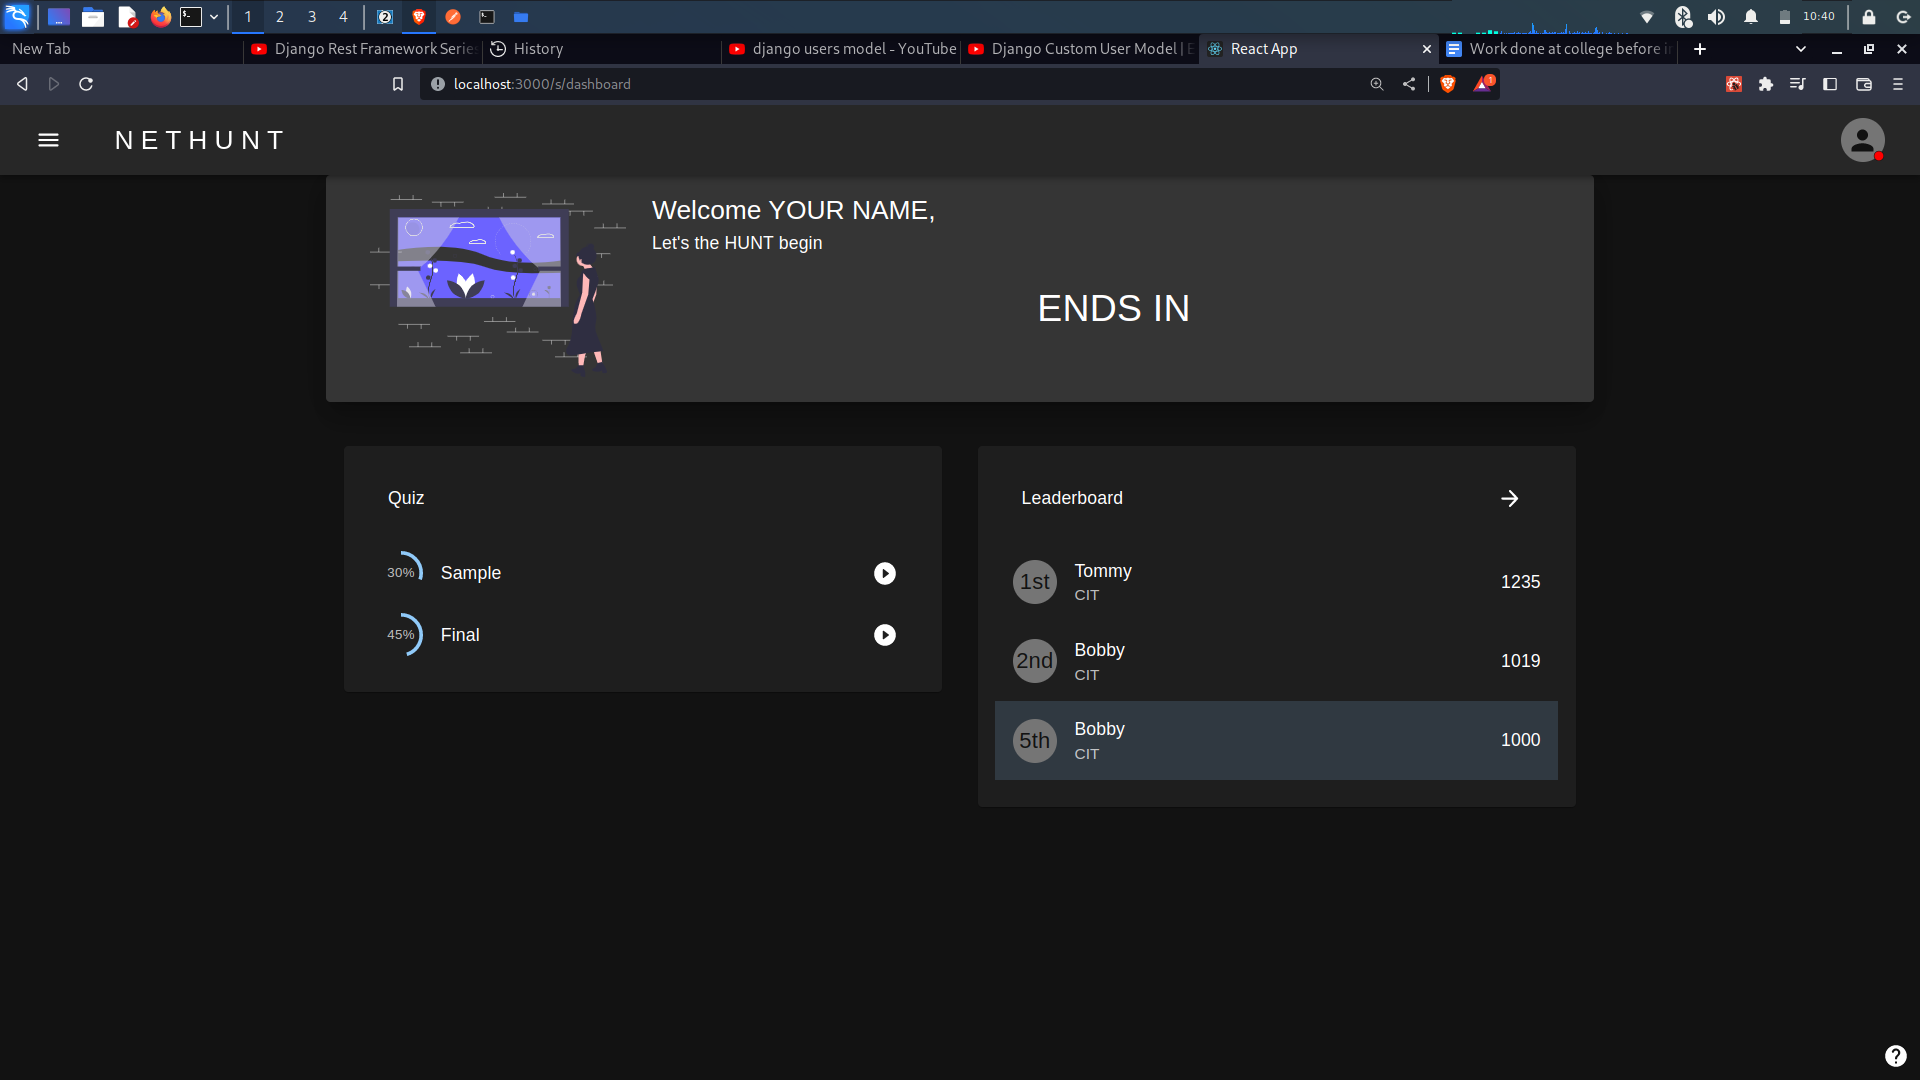 1 2 3 4 2 10:40
New Tab Django Rest Framework Serie History django users model - YouTube Django Custom User Model | E React App Work done at college before i
localhost:3000/s/dashboard 1
NETHUNT
Welcome YOUR NAME,
Let's the HUNT begin
ENDS IN
Quiz
30% Sample
45% Final
Leaderboard
1st Tommy 1235
CIT
2nd Bobby 1019
CIT
5th Bobby 1000
CIT
?